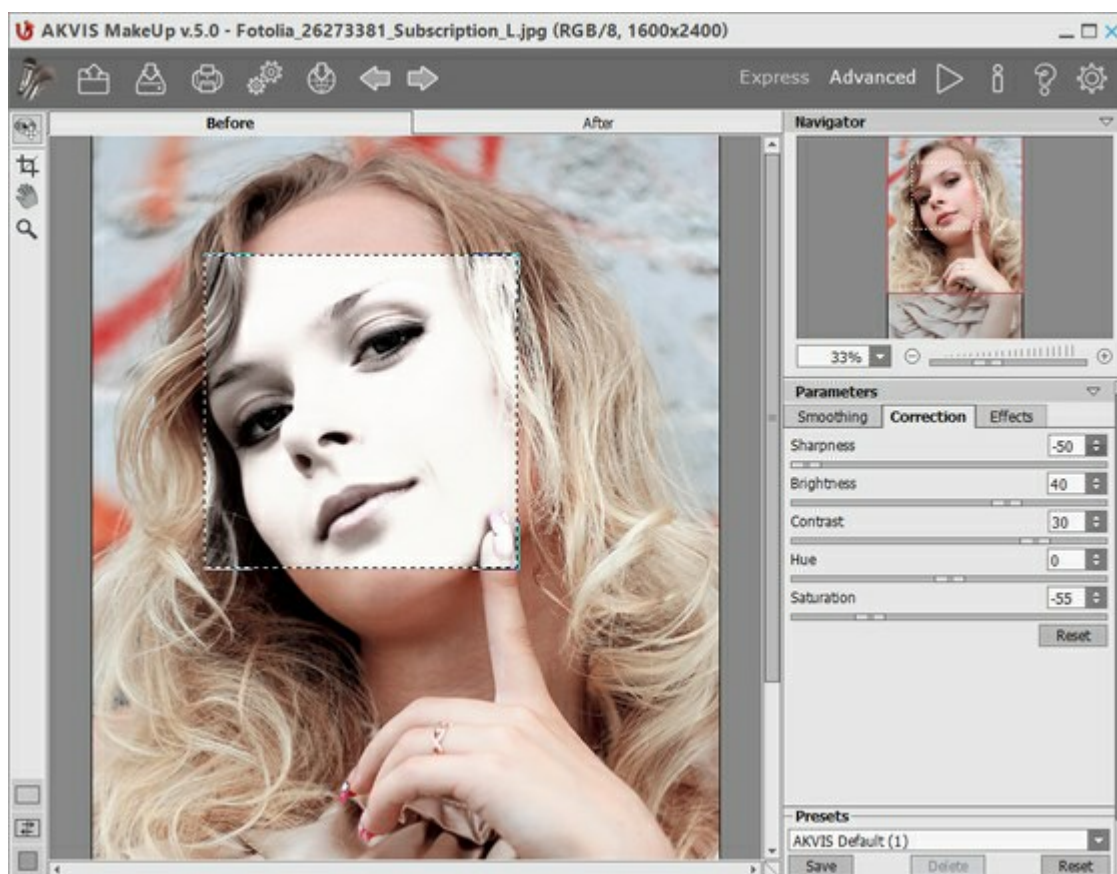 AKVIS MakeUp v.5.0 - Fotolia_26273381_Subscription_L.jpg (RGB/8, 1600x2400)
Express Advanced
Before After
Navigator
33%
Parameters
Smoothing Correction Effects
Sharpness -50
Brightness 40
Contrast 30
Hue 0
Saturation -55
Reset
Presets
AKVIS Default (1)
Save Delete Reset